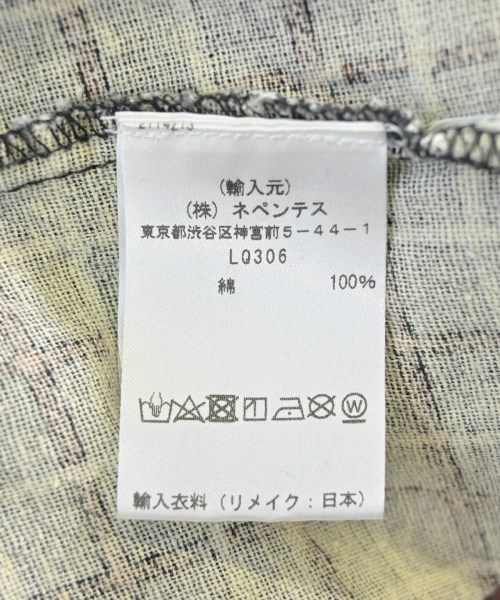 (輸入元)
(株) ネペンテス
東京都渋谷区神宮前5-44-1
LQ306
綿 100%
W
輸入衣料 (リメイク:日本)